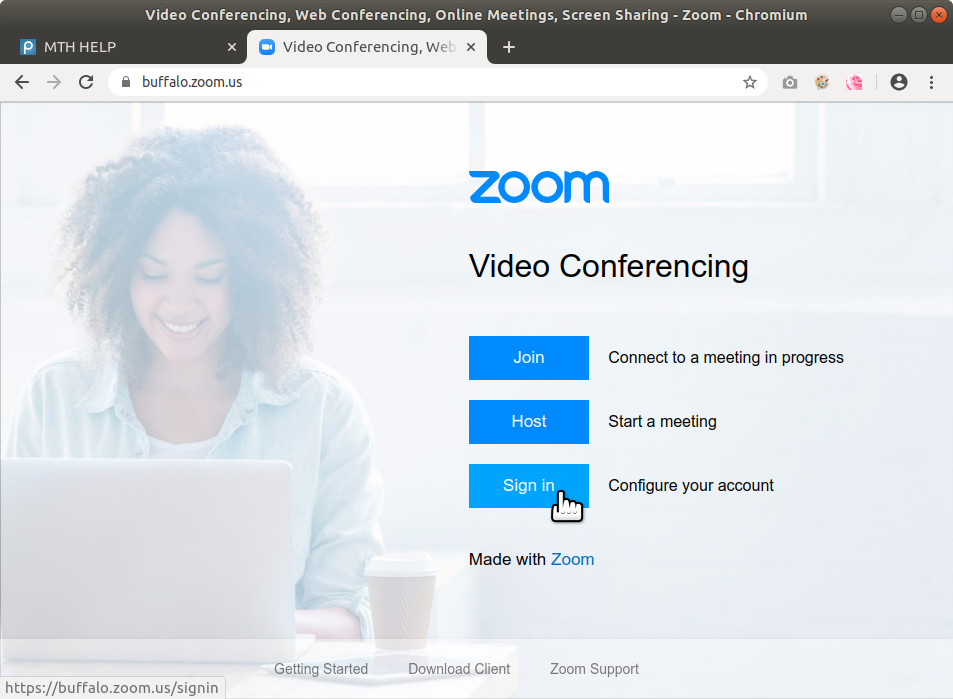 Video Conferencing, Web Conferencing, Online Meetings, Screen Sharing - Zoom - Chromium
MTH HELP
Video Conferencing, Web
buffalo.zoom.us
zoom
Video Conferencing
Join Connect to a meeting in progress
Host Start a meeting
Sign in Configure your account
Made with Zoom
Getting Started Download Client Zoom Support
https://buffalo.zoom.us/signin